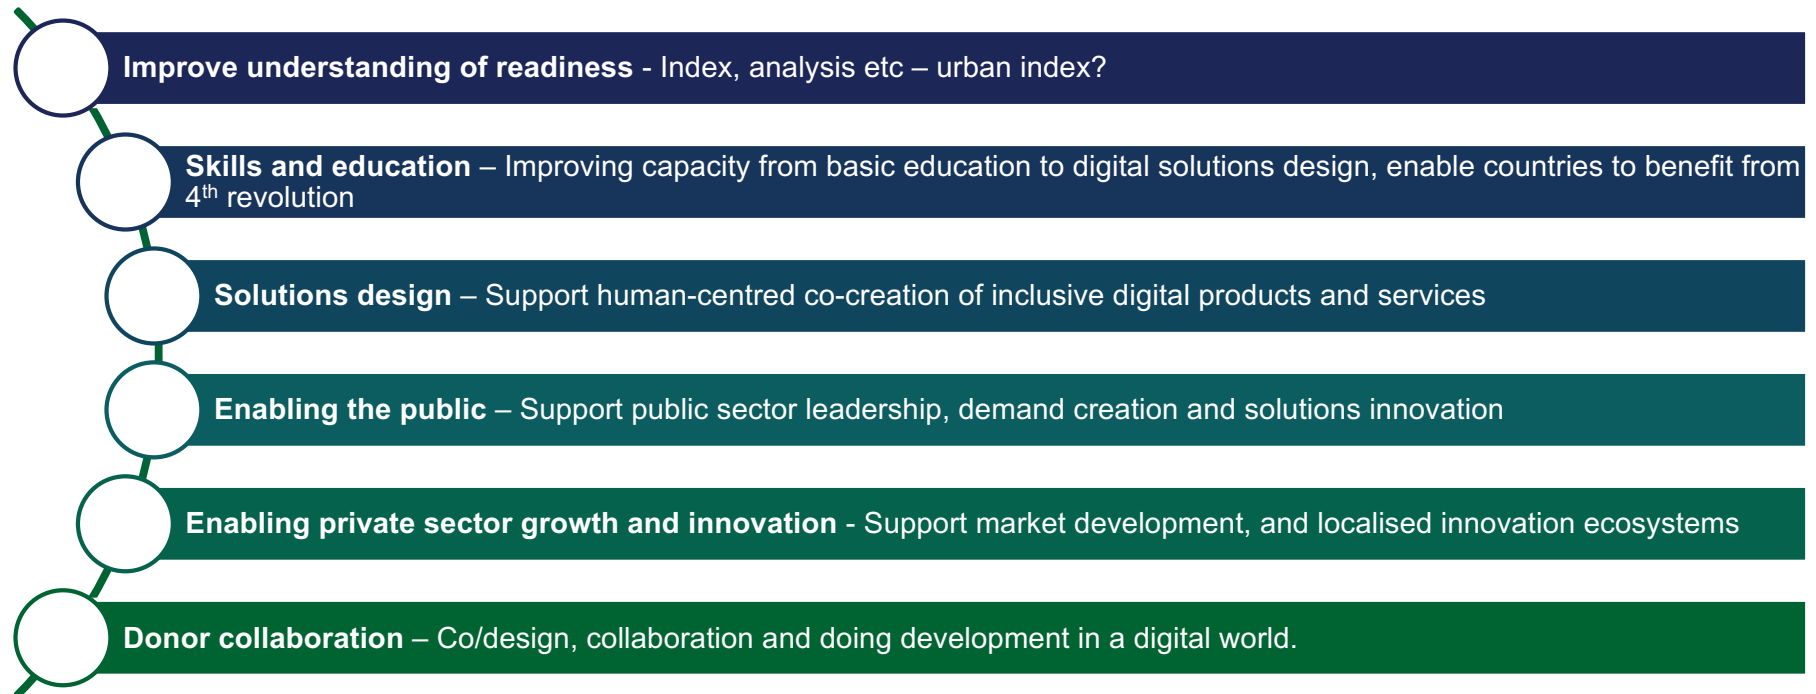 Improve understanding of readiness - Index, analysis etc – urban index?
Skills and education – Improving capacity from basic education to digital solutions design, enable countries to benefit from
4th revolution
Solutions design – Support human-centred co-creation of inclusive digital products and services
Enabling the public – Support public sector leadership, demand creation and solutions innovation
Enabling private sector growth and innovation - Support market development, and localised innovation ecosystems
Donor collaboration – Co/design, collaboration and doing development in a digital world.